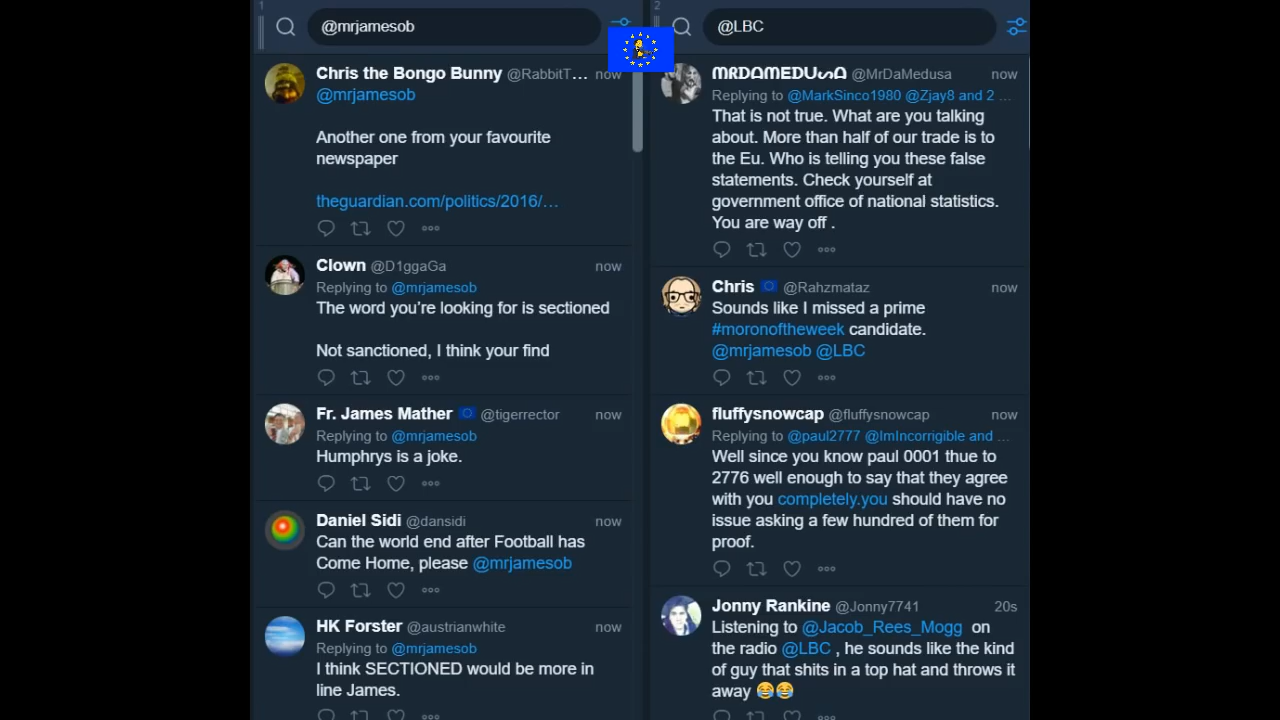 1
@mrjamesob
Chris the Bongo Bunny @RabbitT… now
@mrjamesob
Another one from your favourite
newspaper
theguardian.com/politics/2016/…
Clown @D1ggaGa now
Replying to @mrjamesob
The word you're looking for is sectioned
Not sanctioned, I think your find
Fr. James Mather 🇪🇺 @tigerrector now
Replying to @mrjamesob
Humphrys is a joke.
Daniel Sidi @dansidi now
Can the world end after Football has
Come Home, please @mrjamesob
HK Forster @austrianwhite now
Replying to @mrjamesob
I think SECTIONED would be more in
line James.
2
@LBC
@MrDaMedusa now
Replying to @MarkSinco1980 @Zjay8 and 2 …
That is not true. What are you talking
about. More than half of our trade is to
the Eu. Who is telling you these false
statements. Check yourself at
government office of national statistics.
You are way off .
Chris 🇪🇺 @Rahzmataz now
Sounds like I missed a prime
#moronoftheweek candidate.
@mrjamesob @LBC
fluffysnowcap @fluffysnowcap now
Replying to @paul2777 @ImIncorrigible and …
Well since you know paul 0001 thue to
2776 well enough to say that they agree
with you completely.you should have no
issue asking a few hundred of them for
proof.
Jonny Rankine @Jonny7741 20s
Listening to @Jacob_Rees_Mogg on
the radio @LBC , he sounds like the kind
of guy that shits in a top hat and throws it
away 😂😂